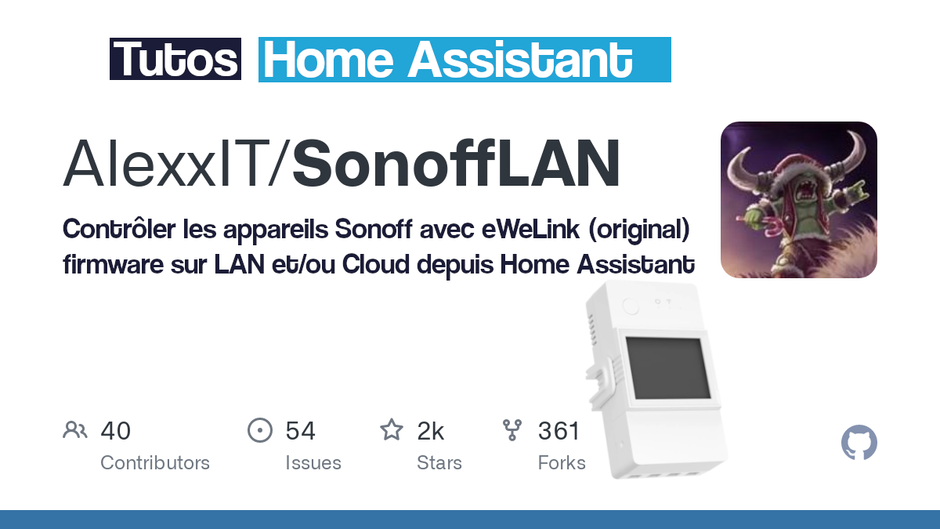 Tutos Home Assistant
AlexxIT/SonoffLAN
Contrôler les appareils Sonoff avec eWeLink (original)
firmware sur LAN et/ou Cloud depuis Home Assistant
40 54 2k 361
Contributors Issues Stars Forks